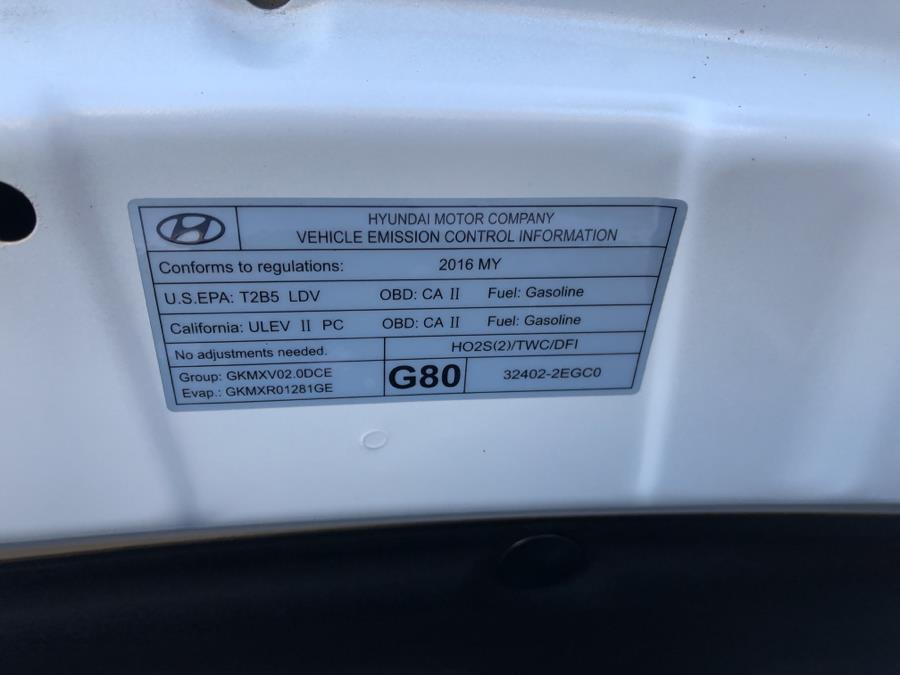 HYUNDAI MOTOR COMPANY
VEHICLE EMISSION CONTROL INFORMATION
Conforms to regulations: 2016 MY
U.S.EPA: T2B5 LDV OBD: CA II Fuel: Gasoline
California: ULEV II PC OBD: CA II Fuel: Gasoline
No adjustments needed. HO2S(2)/TWC/DFI
Group: GKMXV02.0DCE
Evap.: GKMXR01281GE
G80 32402-2EGC0